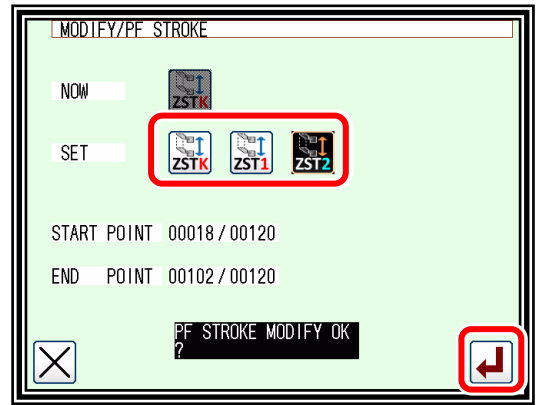 MODIFY/PF STROKE
NOW
ZSTK
SET
ZSTK ZST1 ZST2
START POINT 00018/00120
END POINT 00102/00120
PF STROKE MODIFY OK
?